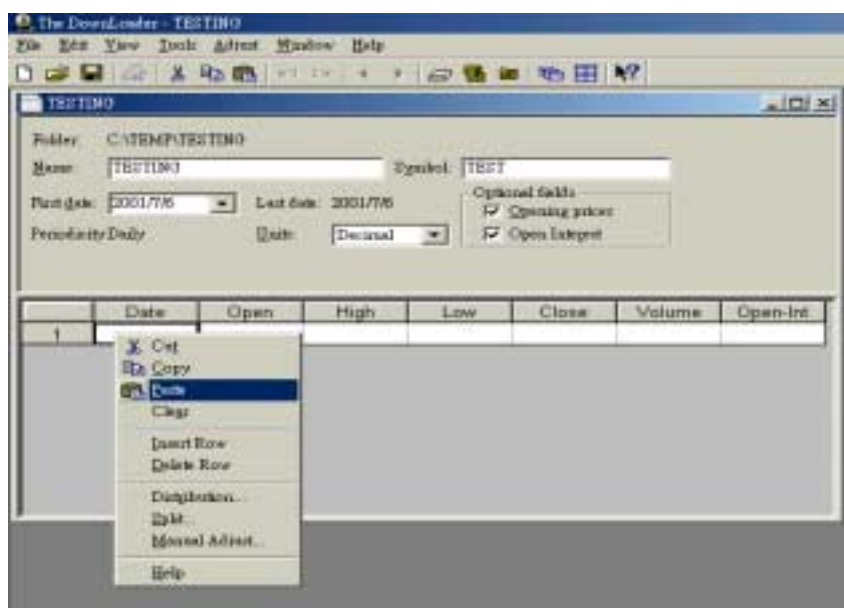 The DownLoader - TESTING
File Edit View Tools Adjust Window Help
TESTING
Folder: C:\TEMP\TESTING
Name: TESTING Symbol: TEST
First date: 2001/7/6 Last date: 2001/7/6 Optional fields
Opening prices
Periodicity Daily Units: Decimal Open Interest
Date Open High Low Close Volume Open-Int
1
Cut
Copy
Paste
Clear
Insert Row
Delete Row
Distribution...
Split...
Manual Adjust...
Help